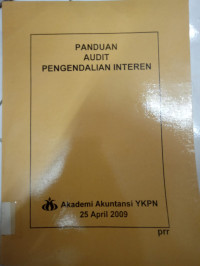 PANDUAN
AUDIT
PENGENDALIAN INTEREN
Akademi Akuntansi YKPN
25 April 2009
prr